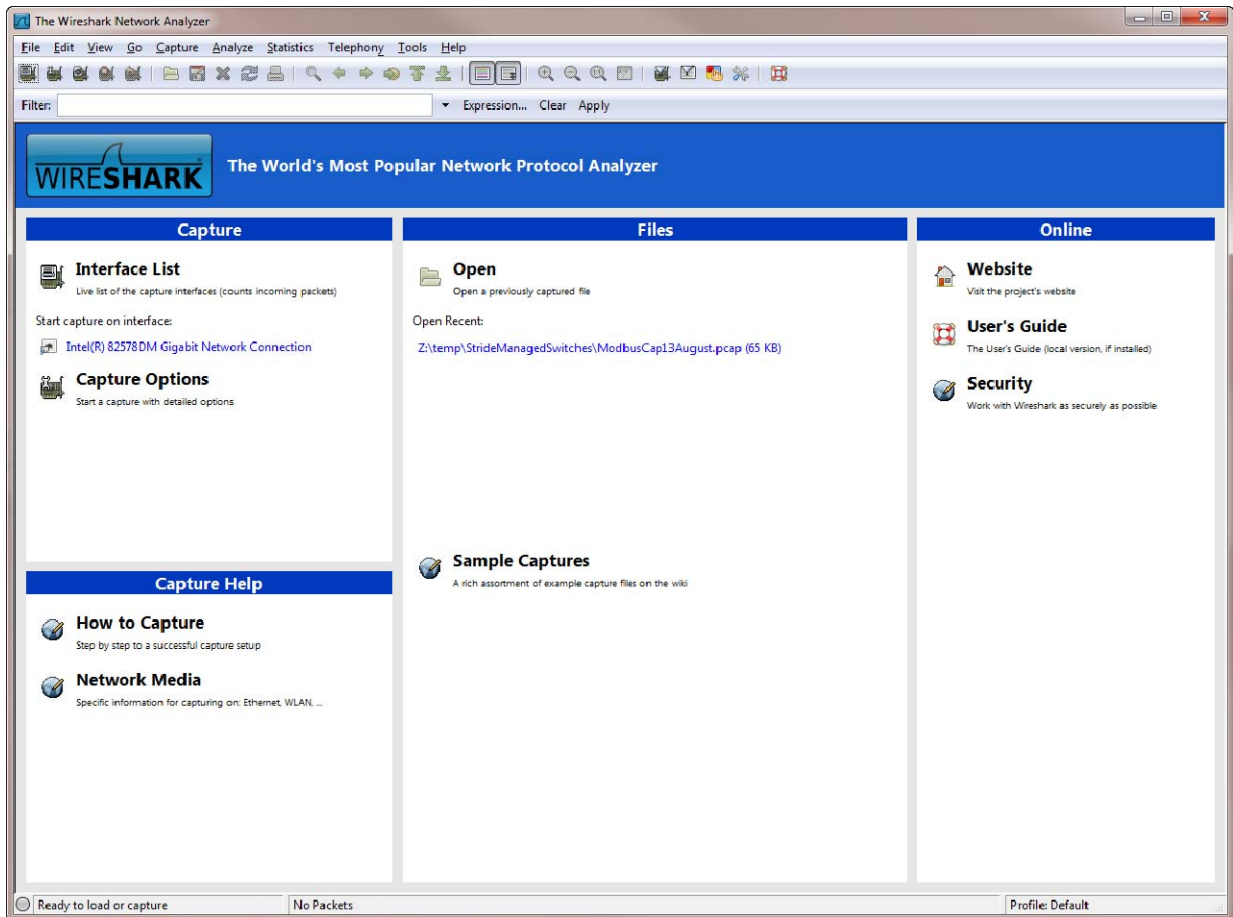 The Wireshark Network Analyzer
File Edit View Go Capture Analyze Statistics Telephony Tools Help
Filter:
Expression... Clear Apply
WIRESHARK
The World's Most Popular Network Protocol Analyzer
Capture
Interface List
Live list of the capture interfaces (counts incoming packets)
Start capture on interface:
Intel(R) 82578DM Gigabit Network Connection
Capture Options
Start a capture with detailed options
Capture Help
How to Capture
Step by step to a successful capture setup
Network Media
Specific information for capturing on: Ethernet, WLAN, ...
Files
Open
Open a previously captured file
Open Recent:
Z:\temp\StrideManagedSwitches\ModbusCap13August.pcap (65 KB)
Sample Captures
A rich assortment of example capture files on the wiki
Online
Website
Visit the project's website
User's Guide
The User's Guide (local version, if installed)
Security
Work with Wireshark as securely as possible
Ready to load or capture
No Packets
Profile: Default